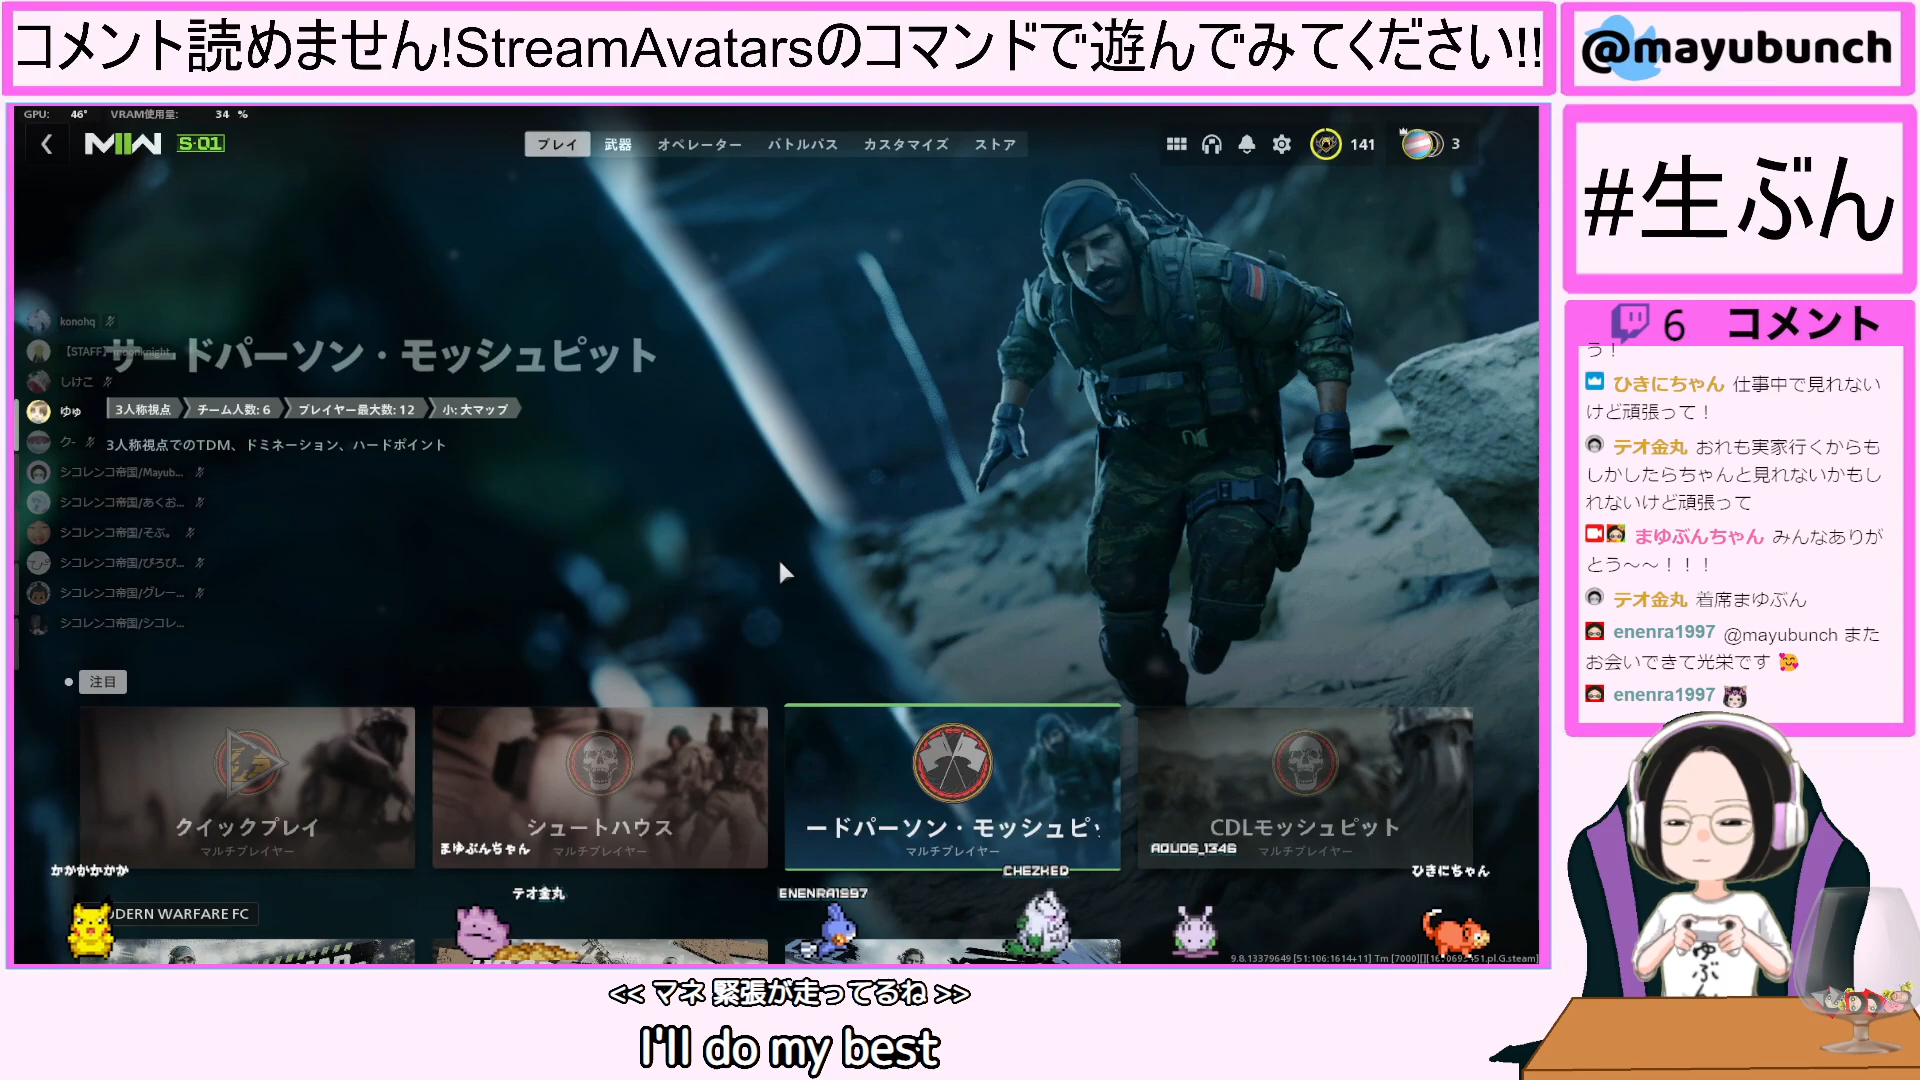 コメント読めません!StreamAvatarsのコマンドで遊んでみてください!!
@mayubunch
#生ぶん
GPU: 46° VRAM使用量: 34 %
MW S-01
プレイ 武器 オペレーター バトルパス カスタマイズ ストア
141
3
konohq
【STAFF】moonknight
サードパーソン・モッシュピット
しけこ
ゆゅ
3人称視点 チーム人数: 6 プレイヤー最大数: 12 小: 大マップ
ク-
3人称視点でのTDM、ドミネーション、ハードポイント
シコレンコ帝国/Mayub...
シコレンコ帝国/あくお...
シコレンコ帝国/そぶ。
シコレンコ帝国/ぴろぴ...
シコレンコ帝国/グレー...
シコレンコ帝国/シコレ...
注目
クイックプレイ
マルチプレイヤー
シュートハウス
マルチプレイヤー
ードパーソン・モッシュピッ
マルチプレイヤー
CDLモッシュピット
マルチプレイヤー
まゆぶんちゃん
AQUOS_1346
かかかかかか
CHEZHED
ひきにちゃん
テオ金丸
ENENRA1997
DERN WARFARE FC
6 コメント
う！
ひきにちゃん 仕事中で見れない
けど頑張って！
テオ金丸 おれも実家行くからも
しかしたらちゃんと見れないかもし
れないけど頑張って
まゆぶんちゃん みんなありが
とう～～！！！
テオ金丸 着席まゆぶん
enenra1997 @mayubunch また
お会いできて光栄です 🥰
enenra1997
ゆぶん
<< マネ 緊張が走ってるね >>
I'll do my best